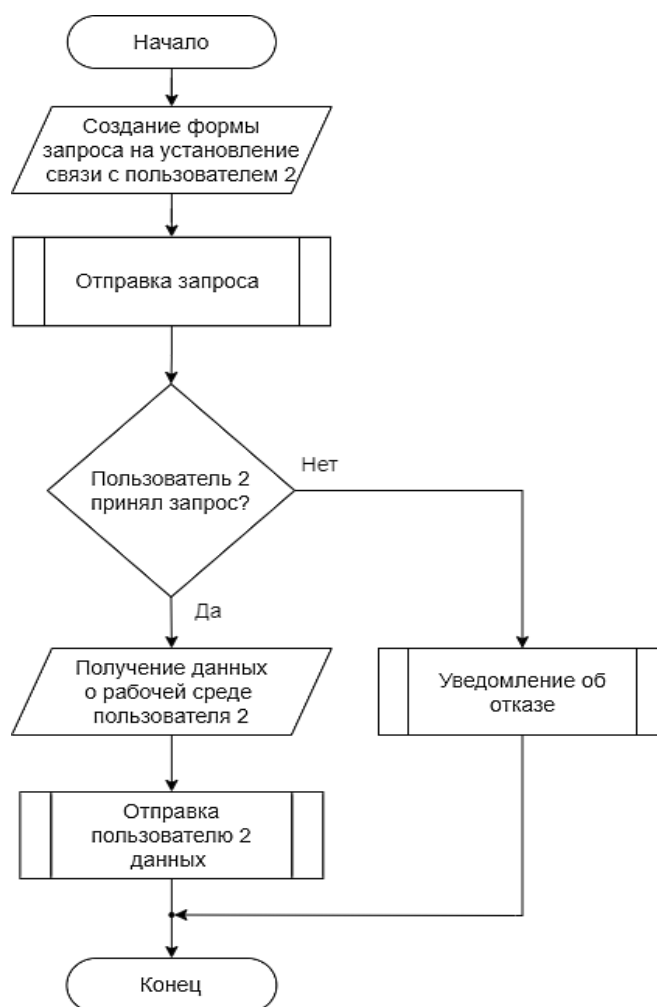 Начало
Создание формы
запроса на установление
связи с пользователем 2
Отправка запроса
Пользователь 2
принял запрос?
Нет
Да
Получение данных
о рабочей среде
пользователя 2
Уведомление об
отказе
Отправка
пользователю 2
данных
Конец